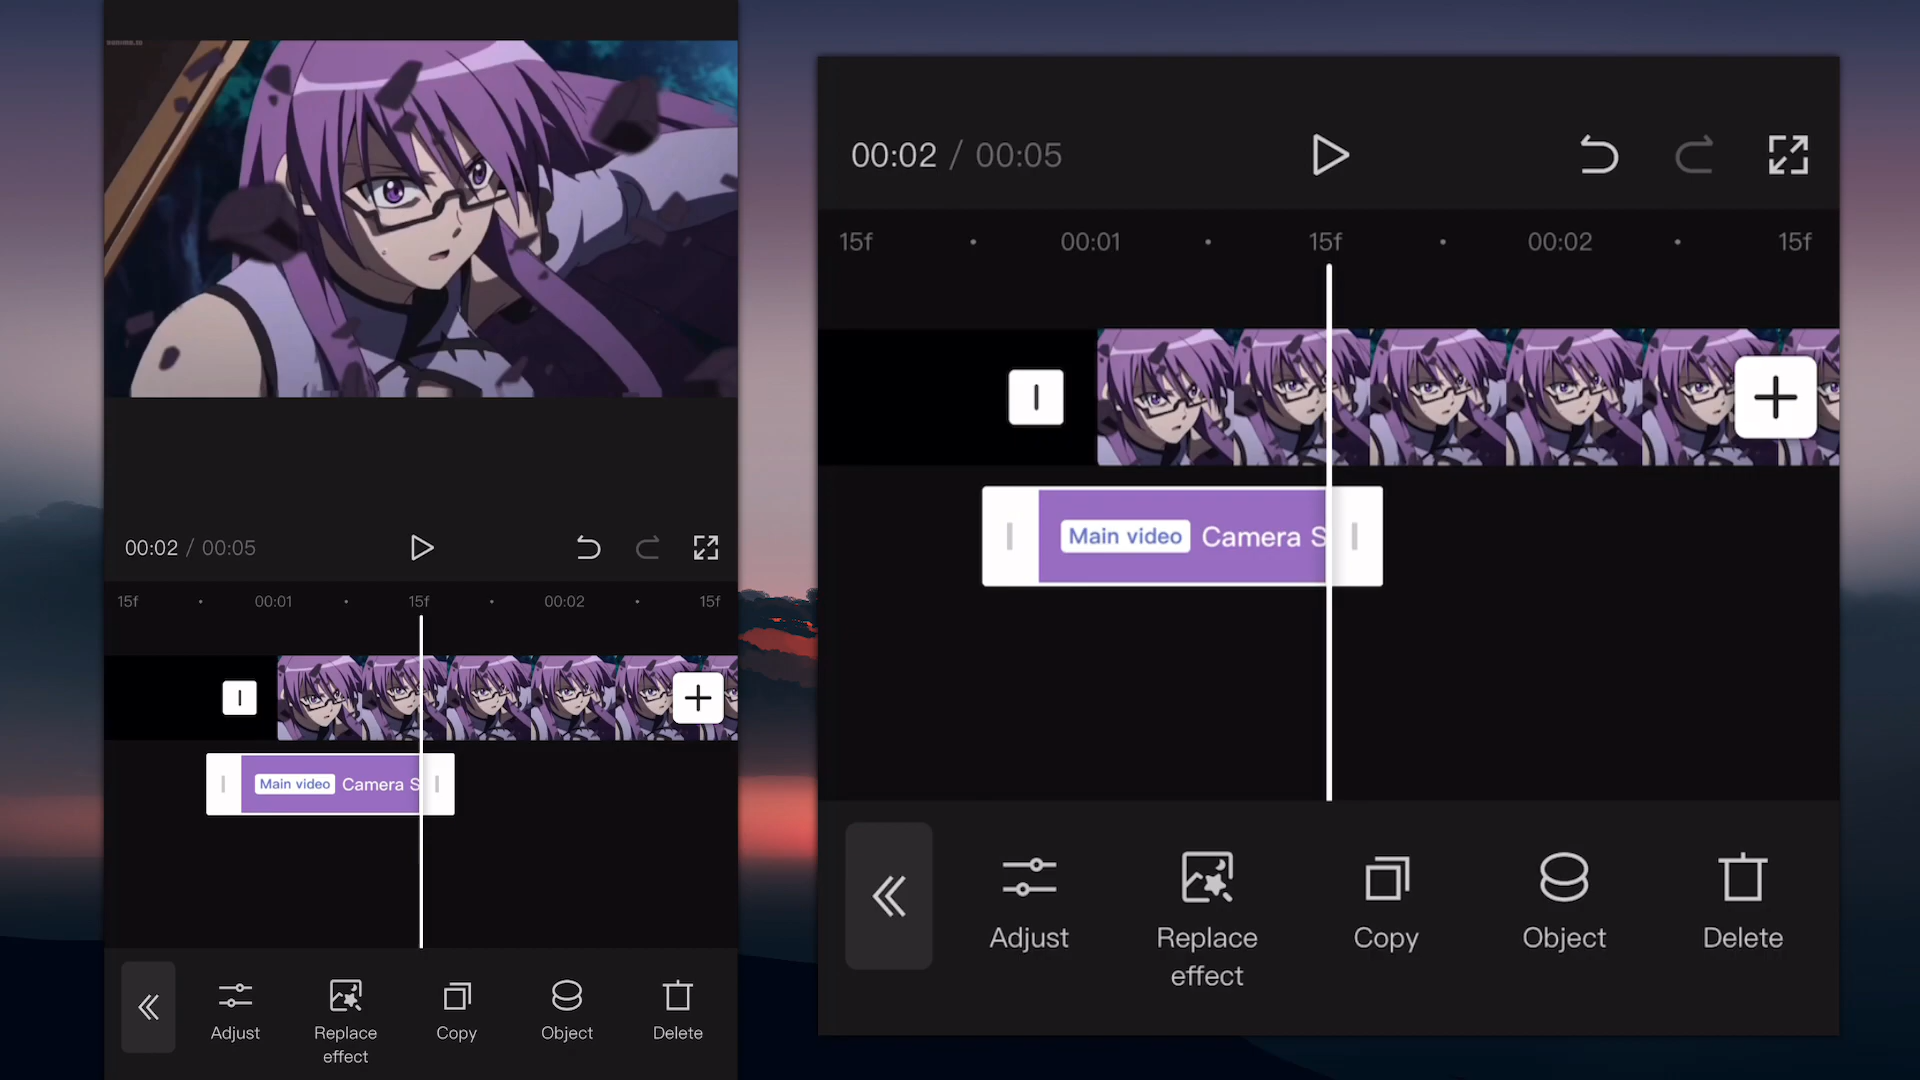 00:02 / 00:05
15f 00:01 15f 00:02 15f
Main video Camera S
Adjust Replace effect Copy Object Delete
00:02 / 00:05
15f 00:01 15f 00:02 15f
Main video Camera S
Adjust Replace effect Copy Object Delete